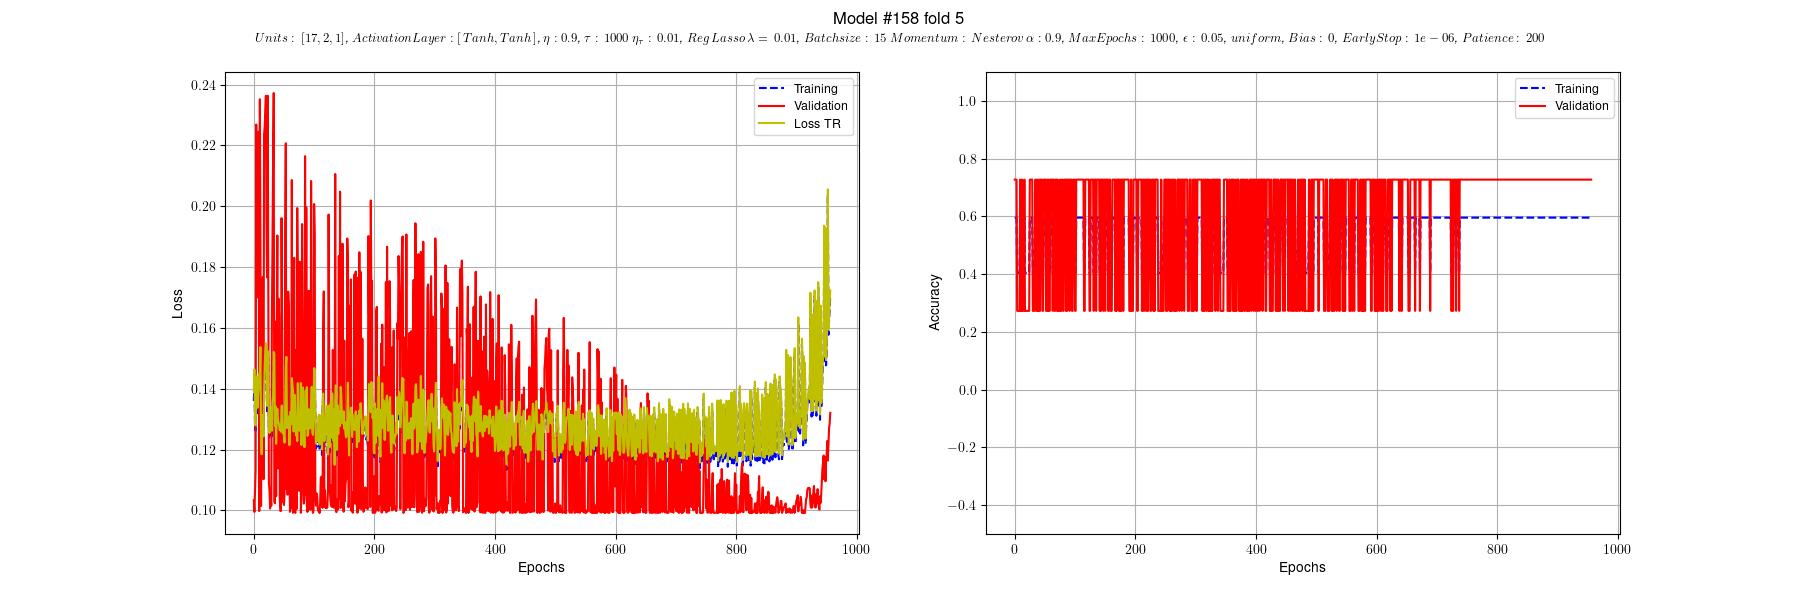 Model #158 fold 5
Units : [17, 2, 1], ActivationLayer : [Tanh, Tanh], η : 0.9, τ : 1000 ητ : 0.01, Reg Lasso λ = 0.01, Batchsize : 15 Momentum : Nesterov α : 0.9, MaxEpochs : 1000, ϵ : 0.05, uniform, Bias : 0, EarlyStop : 1e − 06, Patience : 200
Training
Validation
Loss TR
0.24
0.22
0.20
0.18
0.16
0.14
0.12
0.10
Loss
0
200
400
600
800
1000
Epochs
Training
Validation
1.0
0.8
0.6
0.4
0.2
0.0
−0.2
−0.4
Accuracy
0
200
400
600
800
1000
Epochs